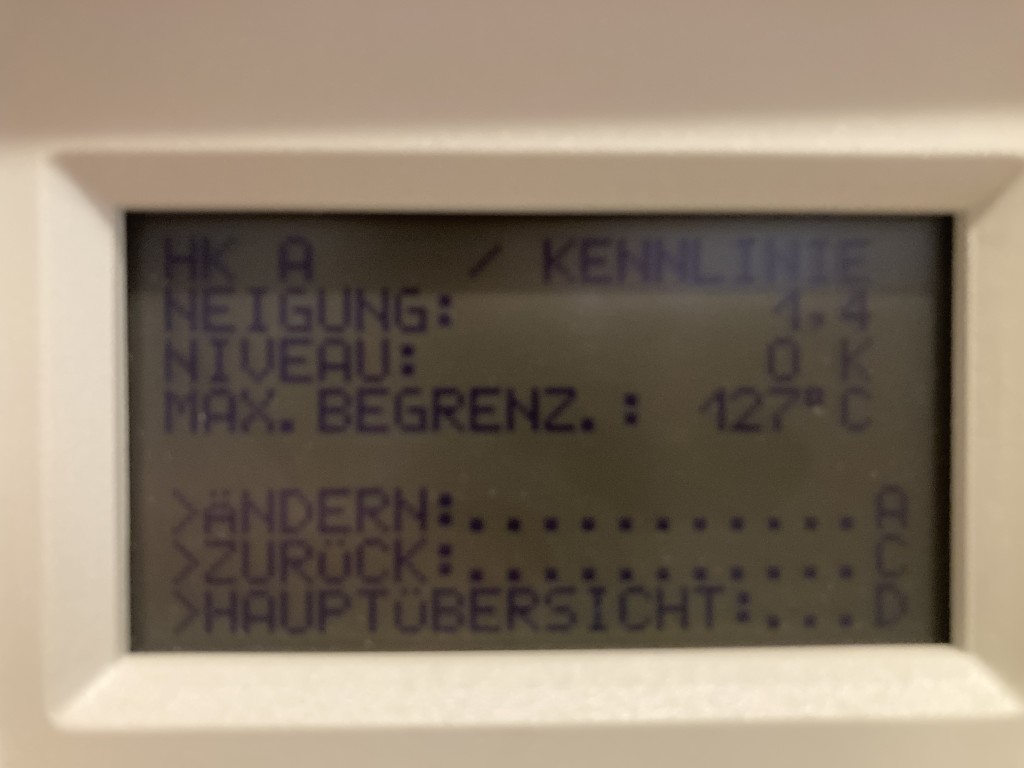 HK A / KENNLINIE
NEIGUNG: 1,4
NIVEAU: 0 K
MAX.BEGRENZ.: 127°C
>äNDERN:...........A
>ZURüCK:...........C
>HAUPTüBERSICHT:...D